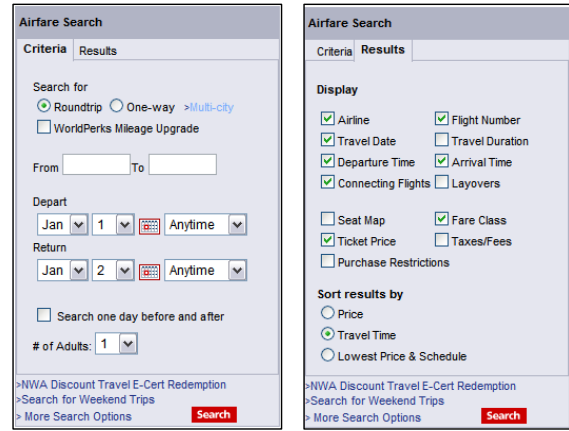 Airfare Search
Criteria Results
Search for
Roundtrip One-way >Multi-city
WorldPerks Mileage Upgrade
From To
Depart
Jan 1 Anytime
Return
Jan 2 Anytime
Search one day before and after
# of Adults: 1
>NWA Discount Travel E-Cert Redemption
>Search for Weekend Trips
> More Search Options Search
Airfare Search
Criteria Results
Display
Airline Flight Number
Travel Date Travel Duration
Departure Time Arrival Time
Connecting Flights Layovers
Seat Map Fare Class
Ticket Price Taxes/Fees
Purchase Restrictions
Sort results by
Price
Travel Time
Lowest Price & Schedule
>NWA Discount Travel E-Cert Redemption
>Search for Weekend Trips
> More Search Options Search